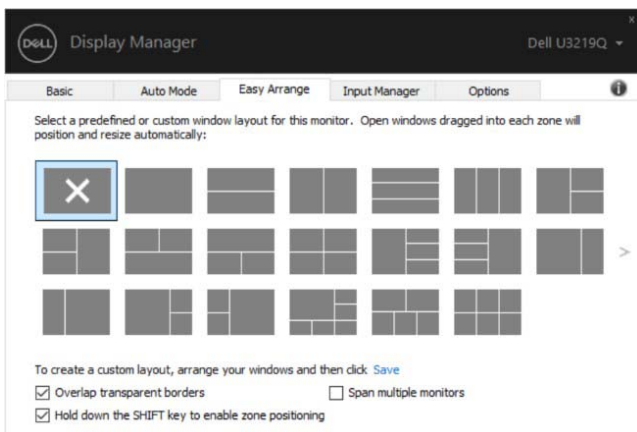 x
DELL Display Manager Dell U3219Q
Basic Auto Mode Easy Arrange Input Manager Options
Select a predefined or custom window layout for this monitor. Open windows dragged into each zone will
position and resize automatically:
To create a custom layout, arrange your windows and then click Save
Overlap transparent borders Span multiple monitors
Hold down the SHIFT key to enable zone positioning